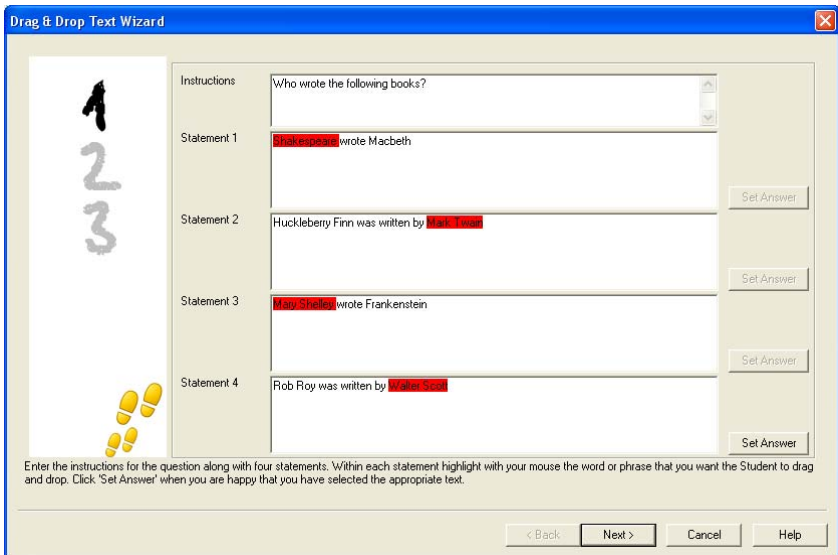 Drag & Drop Text Wizard
1
2
3
Instructions
Who wrote the following books?
Statement 1
Shakespeare wrote Macbeth
Set Answer
Statement 2
Huckleberry Finn was written by Mark Twain
Set Answer
Statement 3
Mary Shelley wrote Frankenstein
Set Answer
Statement 4
Rob Roy was written by Walter Scott
Set Answer
Enter the instructions for the question along with four statements. Within each statement highlight with your mouse the word or phrase that you want the Student to drag
and drop. Click 'Set Answer' when you are happy that you have selected the appropriate text.
< Back
Next >
Cancel
Help